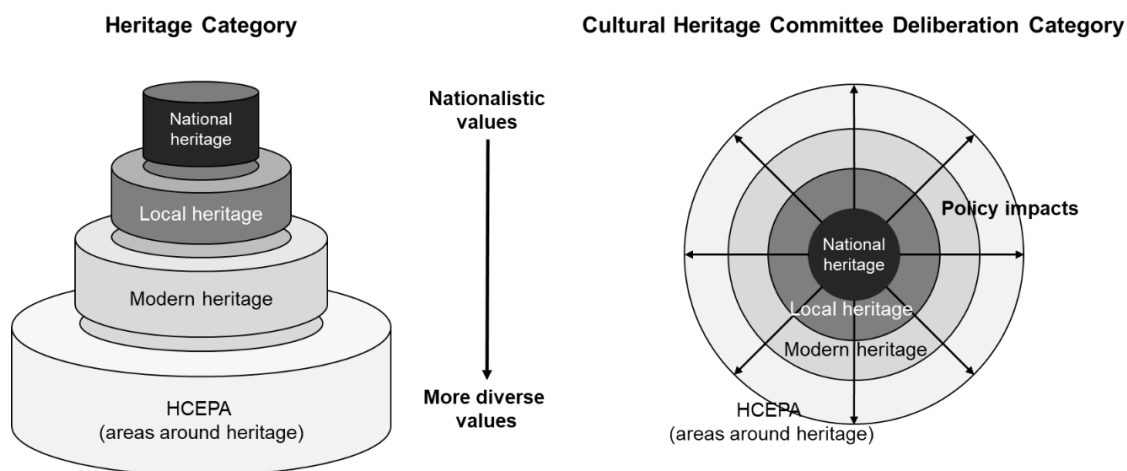 Heritage Category
National
heritage
Local heritage
Modern heritage
HCEPA
(areas around heritage)
Nationalistic
values
More diverse
values
Cultural Heritage Committee Deliberation Category
Policy impacts
National
heritage
Local heritage
Modern heritage
HCEPA
(areas around heritage)